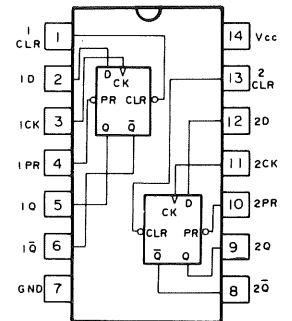 1 CLR 1 14 Vcc
1D 2 13 2 CLR
D CK
PR CLR
Q Q̅
1CK 3 12 2D
1PR 4 11 2CK
1Q 5 10 2PR
CK D
CLR PR
Q̅ Q
1Q̅ 6 9 2Q
GND 7 8 2Q̅